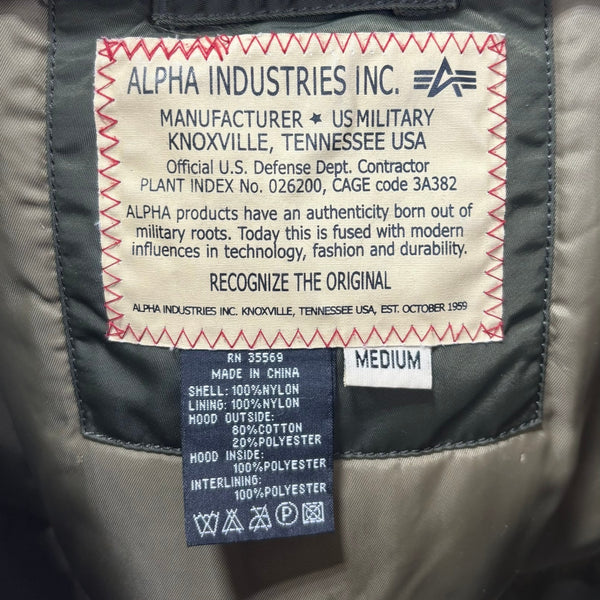 ALPHA INDUSTRIES INC.
MANUFACTURER ★ US MILITARY
KNOXVILLE, TENNESSEE USA
Official U.S. Defense Dept. Contractor
PLANT INDEX No. 026200, CAGE code 3A382
ALPHA products have an authenticity born out of
military roots. Today this is fused with modern
influences in technology, fashion and durability.
RECOGNIZE THE ORIGINAL
ALPHA INDUSTRIES INC. KNOXVILLE, TENNESSEE USA, EST. OCTOBER 1959
RN 35569
MADE IN CHINA
SHELL: 100%NYLON
LINING: 100%NYLON
HOOD OUTSIDE:
80%COTTON
20%POLYESTER
HOOD INSIDE:
100%POLYESTER
INTERLINING:
100%POLYESTER
MEDIUM